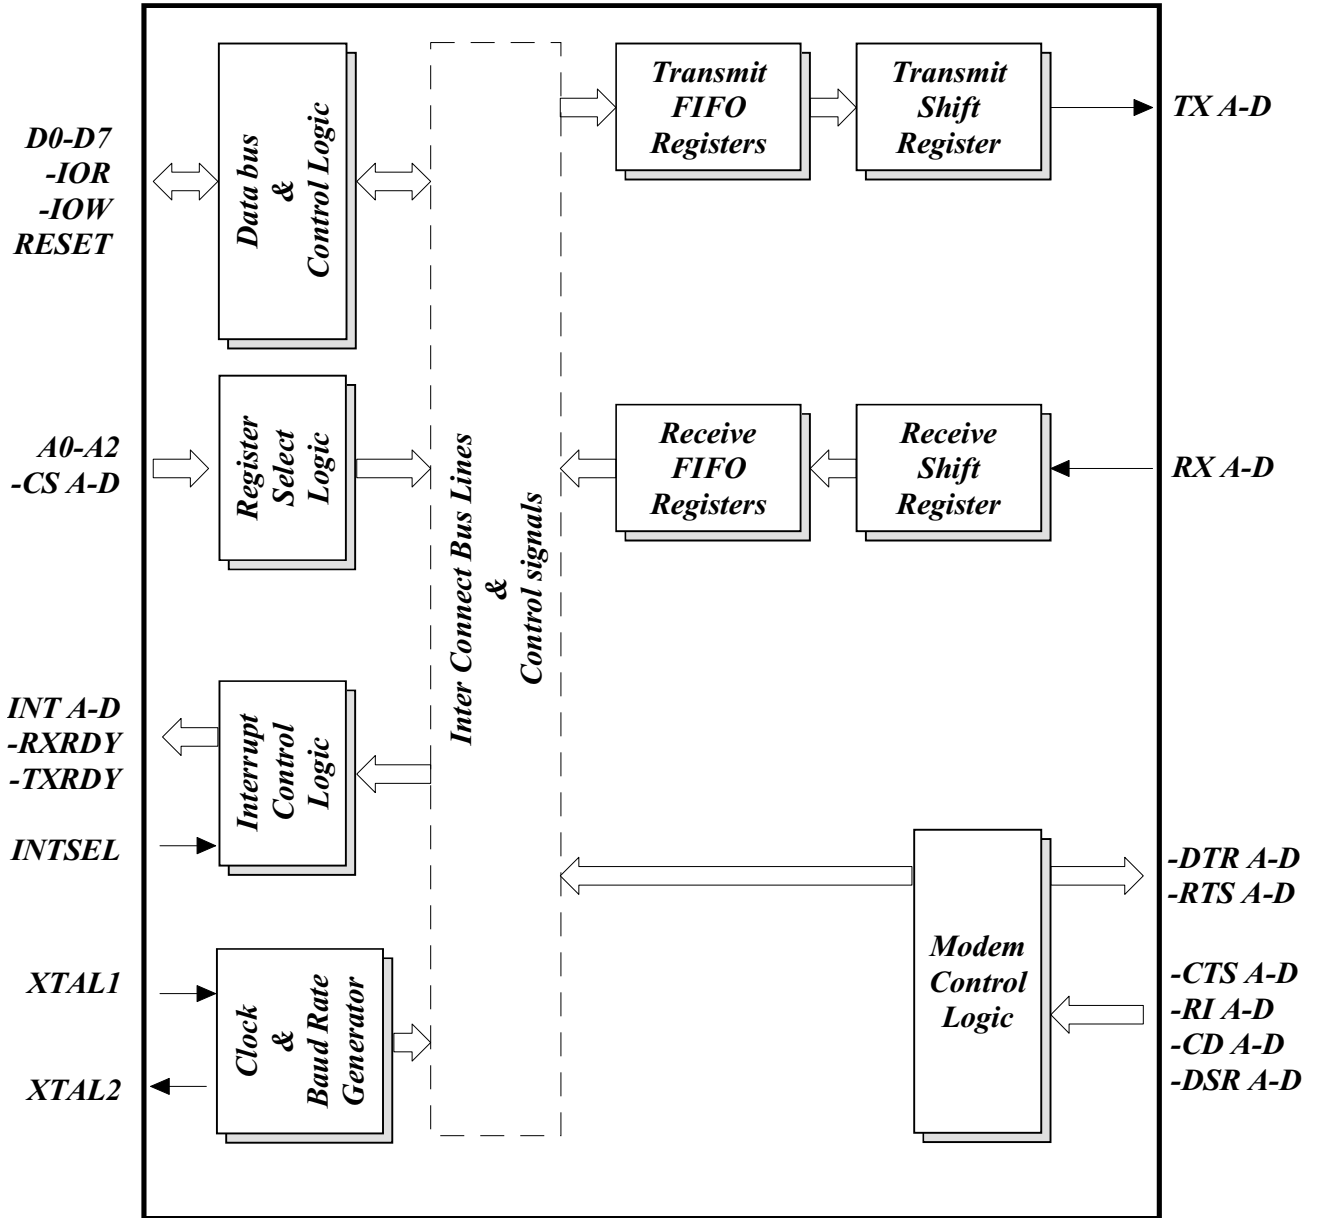 D0-D7
-IOR
-IOW
RESET
Data bus
&
Control Logic
A0-A2
-CS A-D
Register
Select
Logic
INT A-D
-RXRDY
-TXRDY
INTSEL
Interrupt
Control
Logic
XTAL1
XTAL2
Clock
&
Baud Rate
Generator
Inter Connect Bus Lines
&
Control signals
Transmit
FIFO
Registers
Transmit
Shift
Register
TX A-D
Receive
FIFO
Registers
Receive
Shift
Register
RX A-D
Modem
Control
Logic
-DTR A-D
-RTS A-D
-CTS A-D
-RI A-D
-CD A-D
-DSR A-D